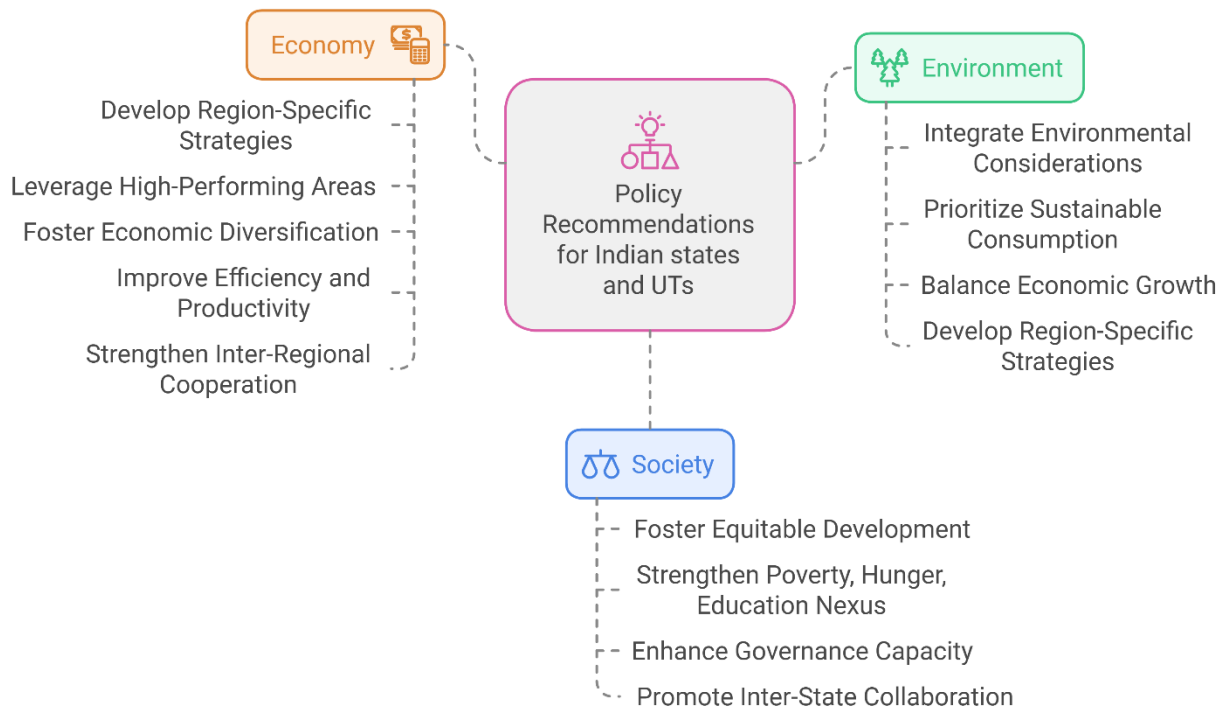 Economy
Develop Region-Specific
Strategies
Leverage High-Performing Areas
Foster Economic Diversification
Improve Efficiency and
Productivity
Strengthen Inter-Regional
Cooperation
Policy
Recommendations
for Indian states
and UTs
Environment
Integrate Environmental
Considerations
Prioritize Sustainable
Consumption
Balance Economic Growth
Develop Region-Specific
Strategies
Society
Foster Equitable Development
Strengthen Poverty, Hunger,
Education Nexus
Enhance Governance Capacity
Promote Inter-State Collaboration